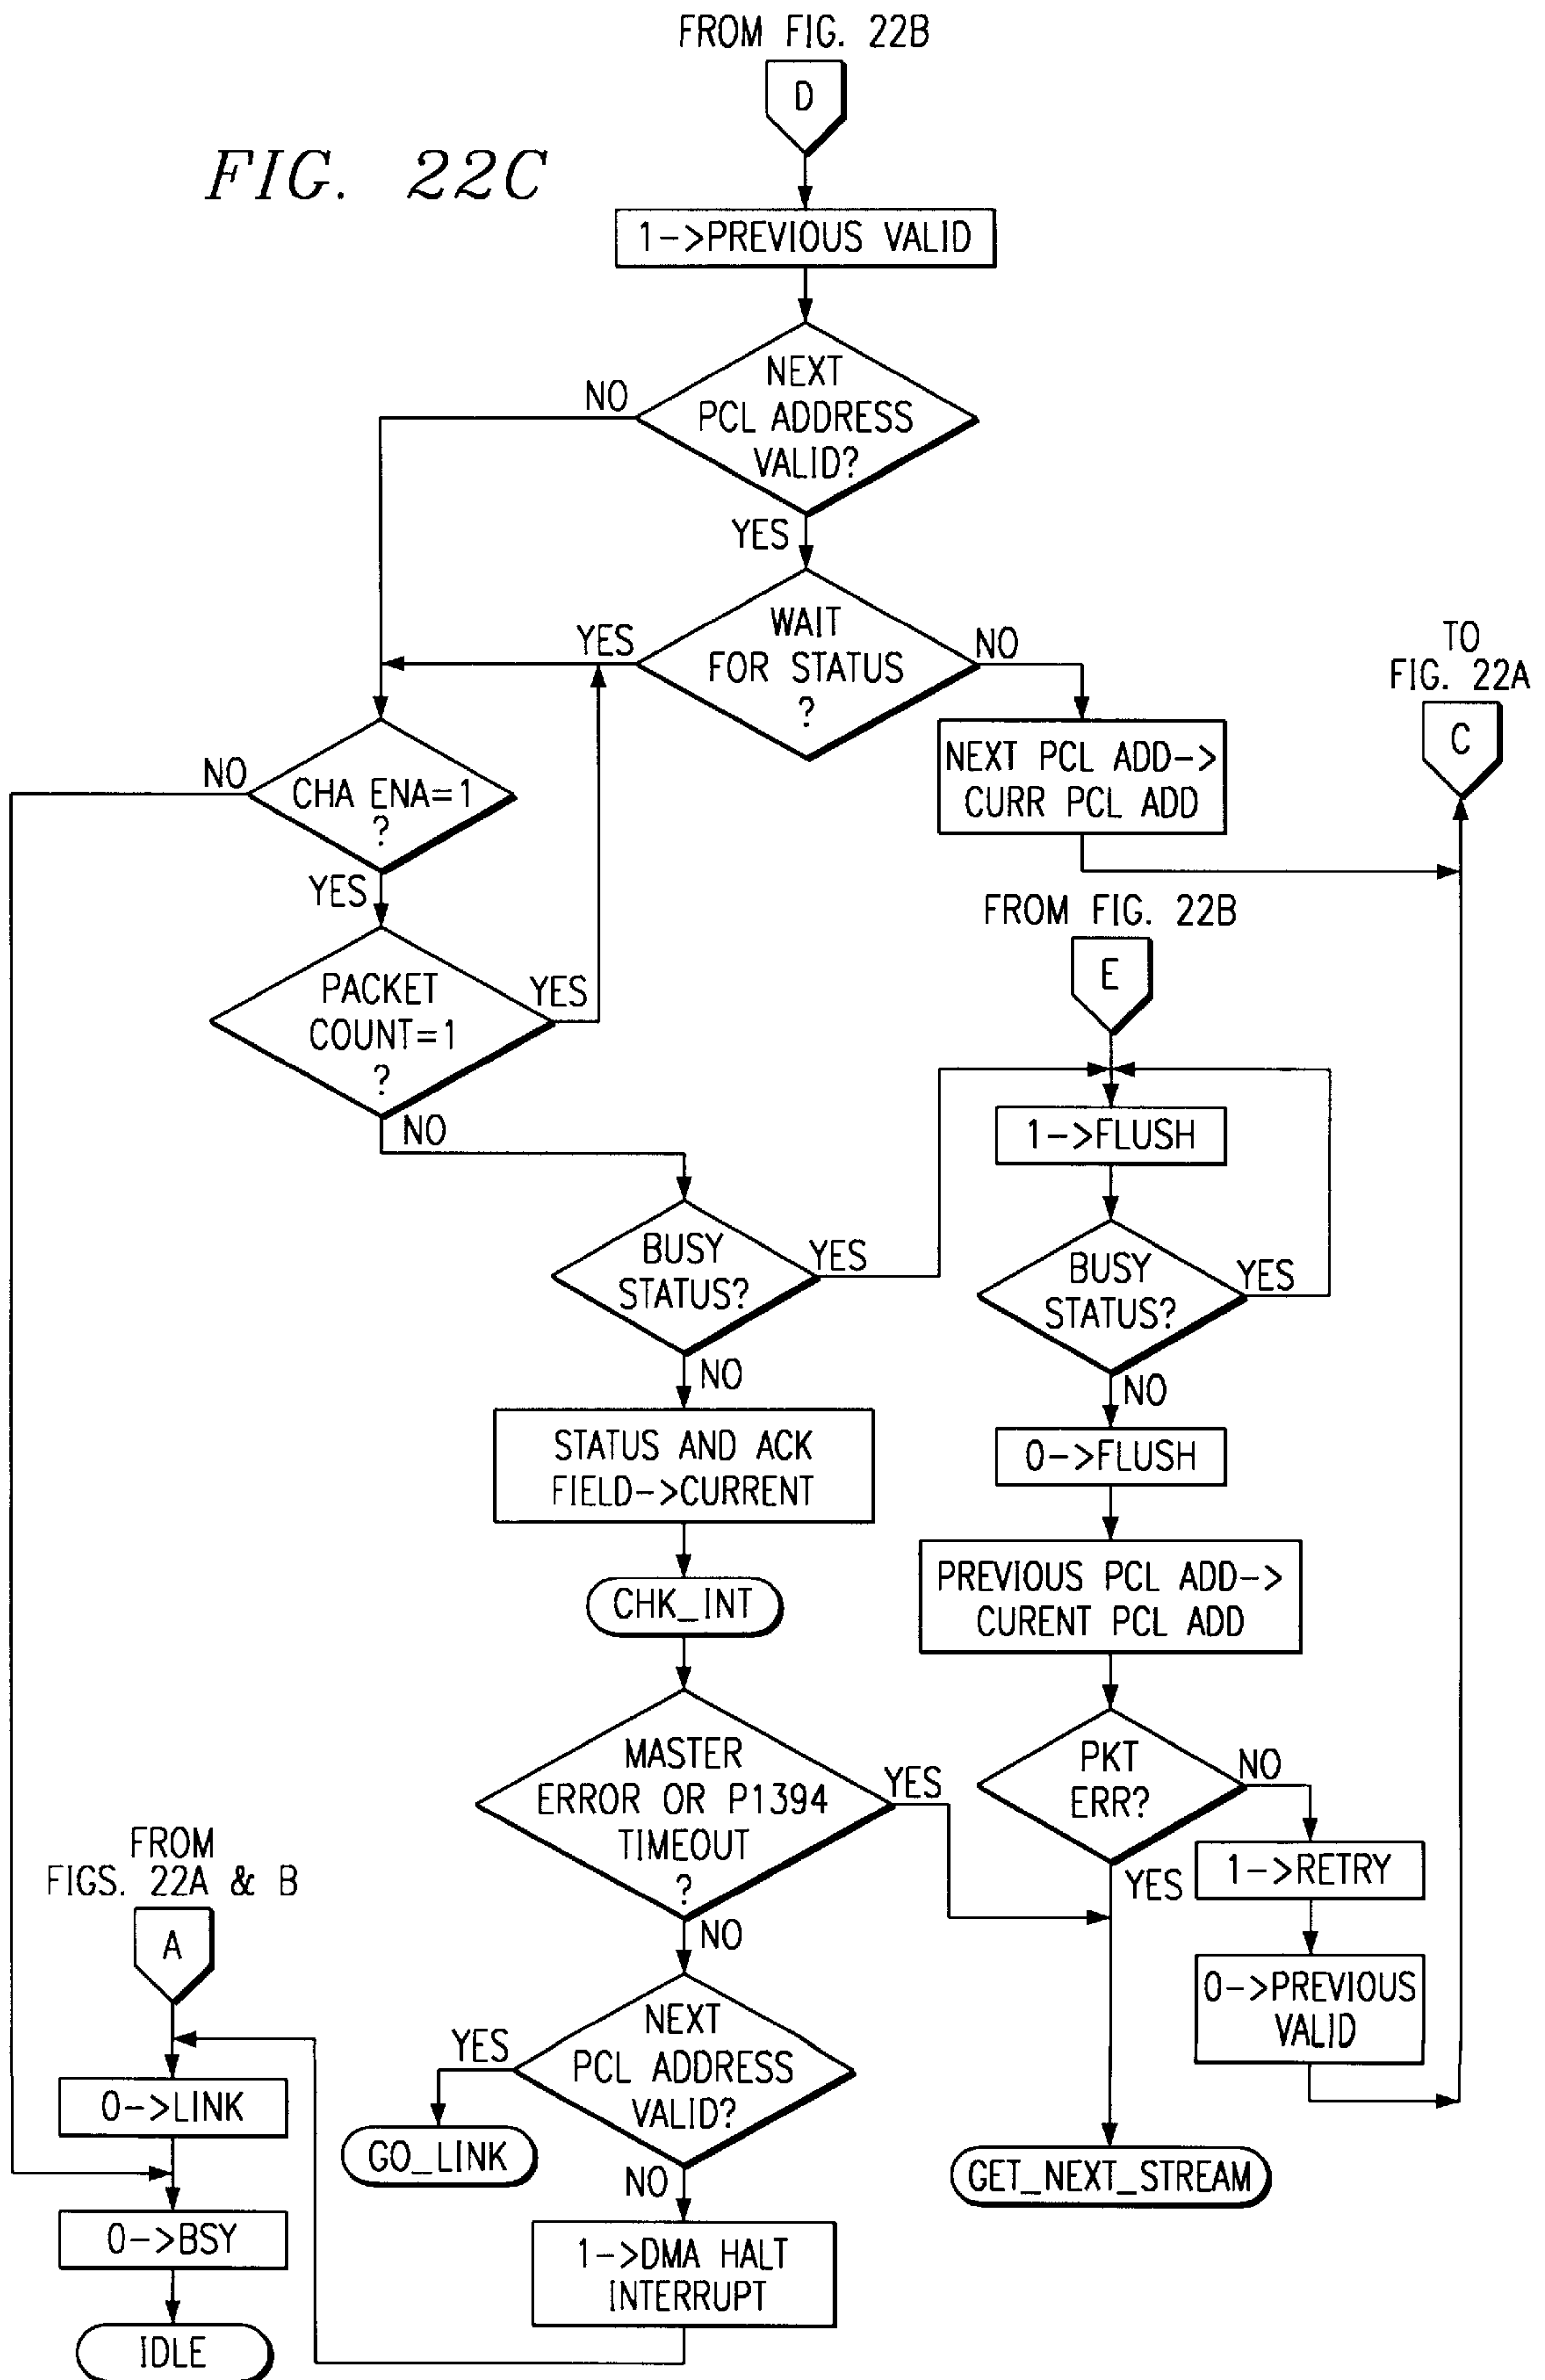 FROM FIG. 22B
D
FIG. 22C
1->PREVIOUS VALID
NEXT
PCL ADDRESS
VALID?
NO
YES
WAIT
FOR STATUS
?
YES
NO
TO
FIG. 22A
C
NEXT PCL ADD->
CURR PCL ADD
CHA ENA=1
?
NO
YES
PACKET
COUNT=1
?
YES
NO
FROM FIG. 22B
E
1->FLUSH
BUSY
STATUS?
YES
NO
BUSY
STATUS?
YES
NO
STATUS AND ACK
FIELD->CURRENT
0->FLUSH
CHK_INT
PREVIOUS PCL ADD->
CURENT PCL ADD
MASTER
ERROR OR P1394
TIMEOUT
?
YES
NO
PKT
ERR?
NO
YES
1->RETRY
0->PREVIOUS
VALID
FROM
FIGS. 22A & B
A
NEXT
PCL ADDRESS
VALID?
YES
NO
0->LINK
GO_LINK
GET_NEXT_STREAM
0->BSY
1->DMA HALT
INTERRUPT
IDLE